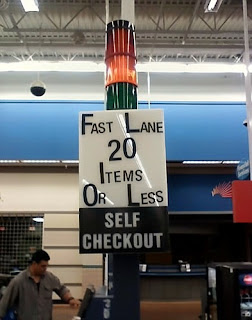 Fast Lane
20
Items
Or Less
SELF
CHECKOUT